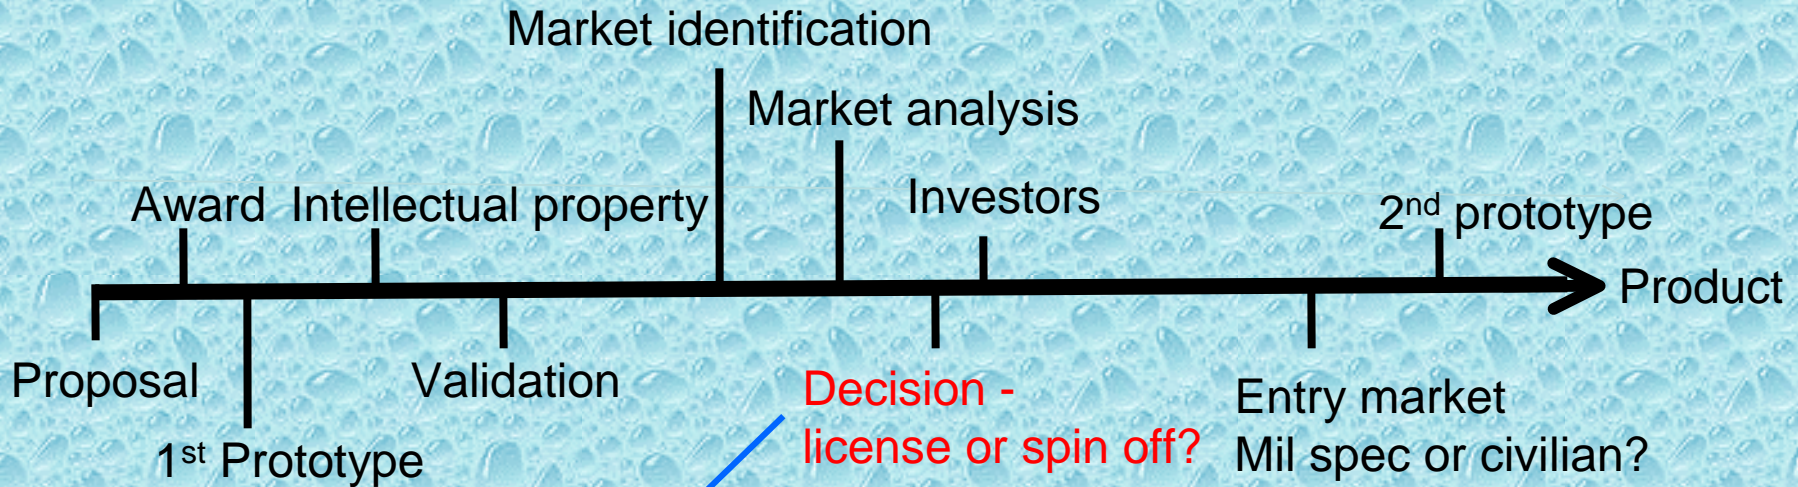 Market identification
Market analysis
Award
Intellectual property
Investors
2nd prototype
Product
Proposal
Validation
Decision -
license or spin off?
Entry market
Mil spec or civilian?
1st Prototype